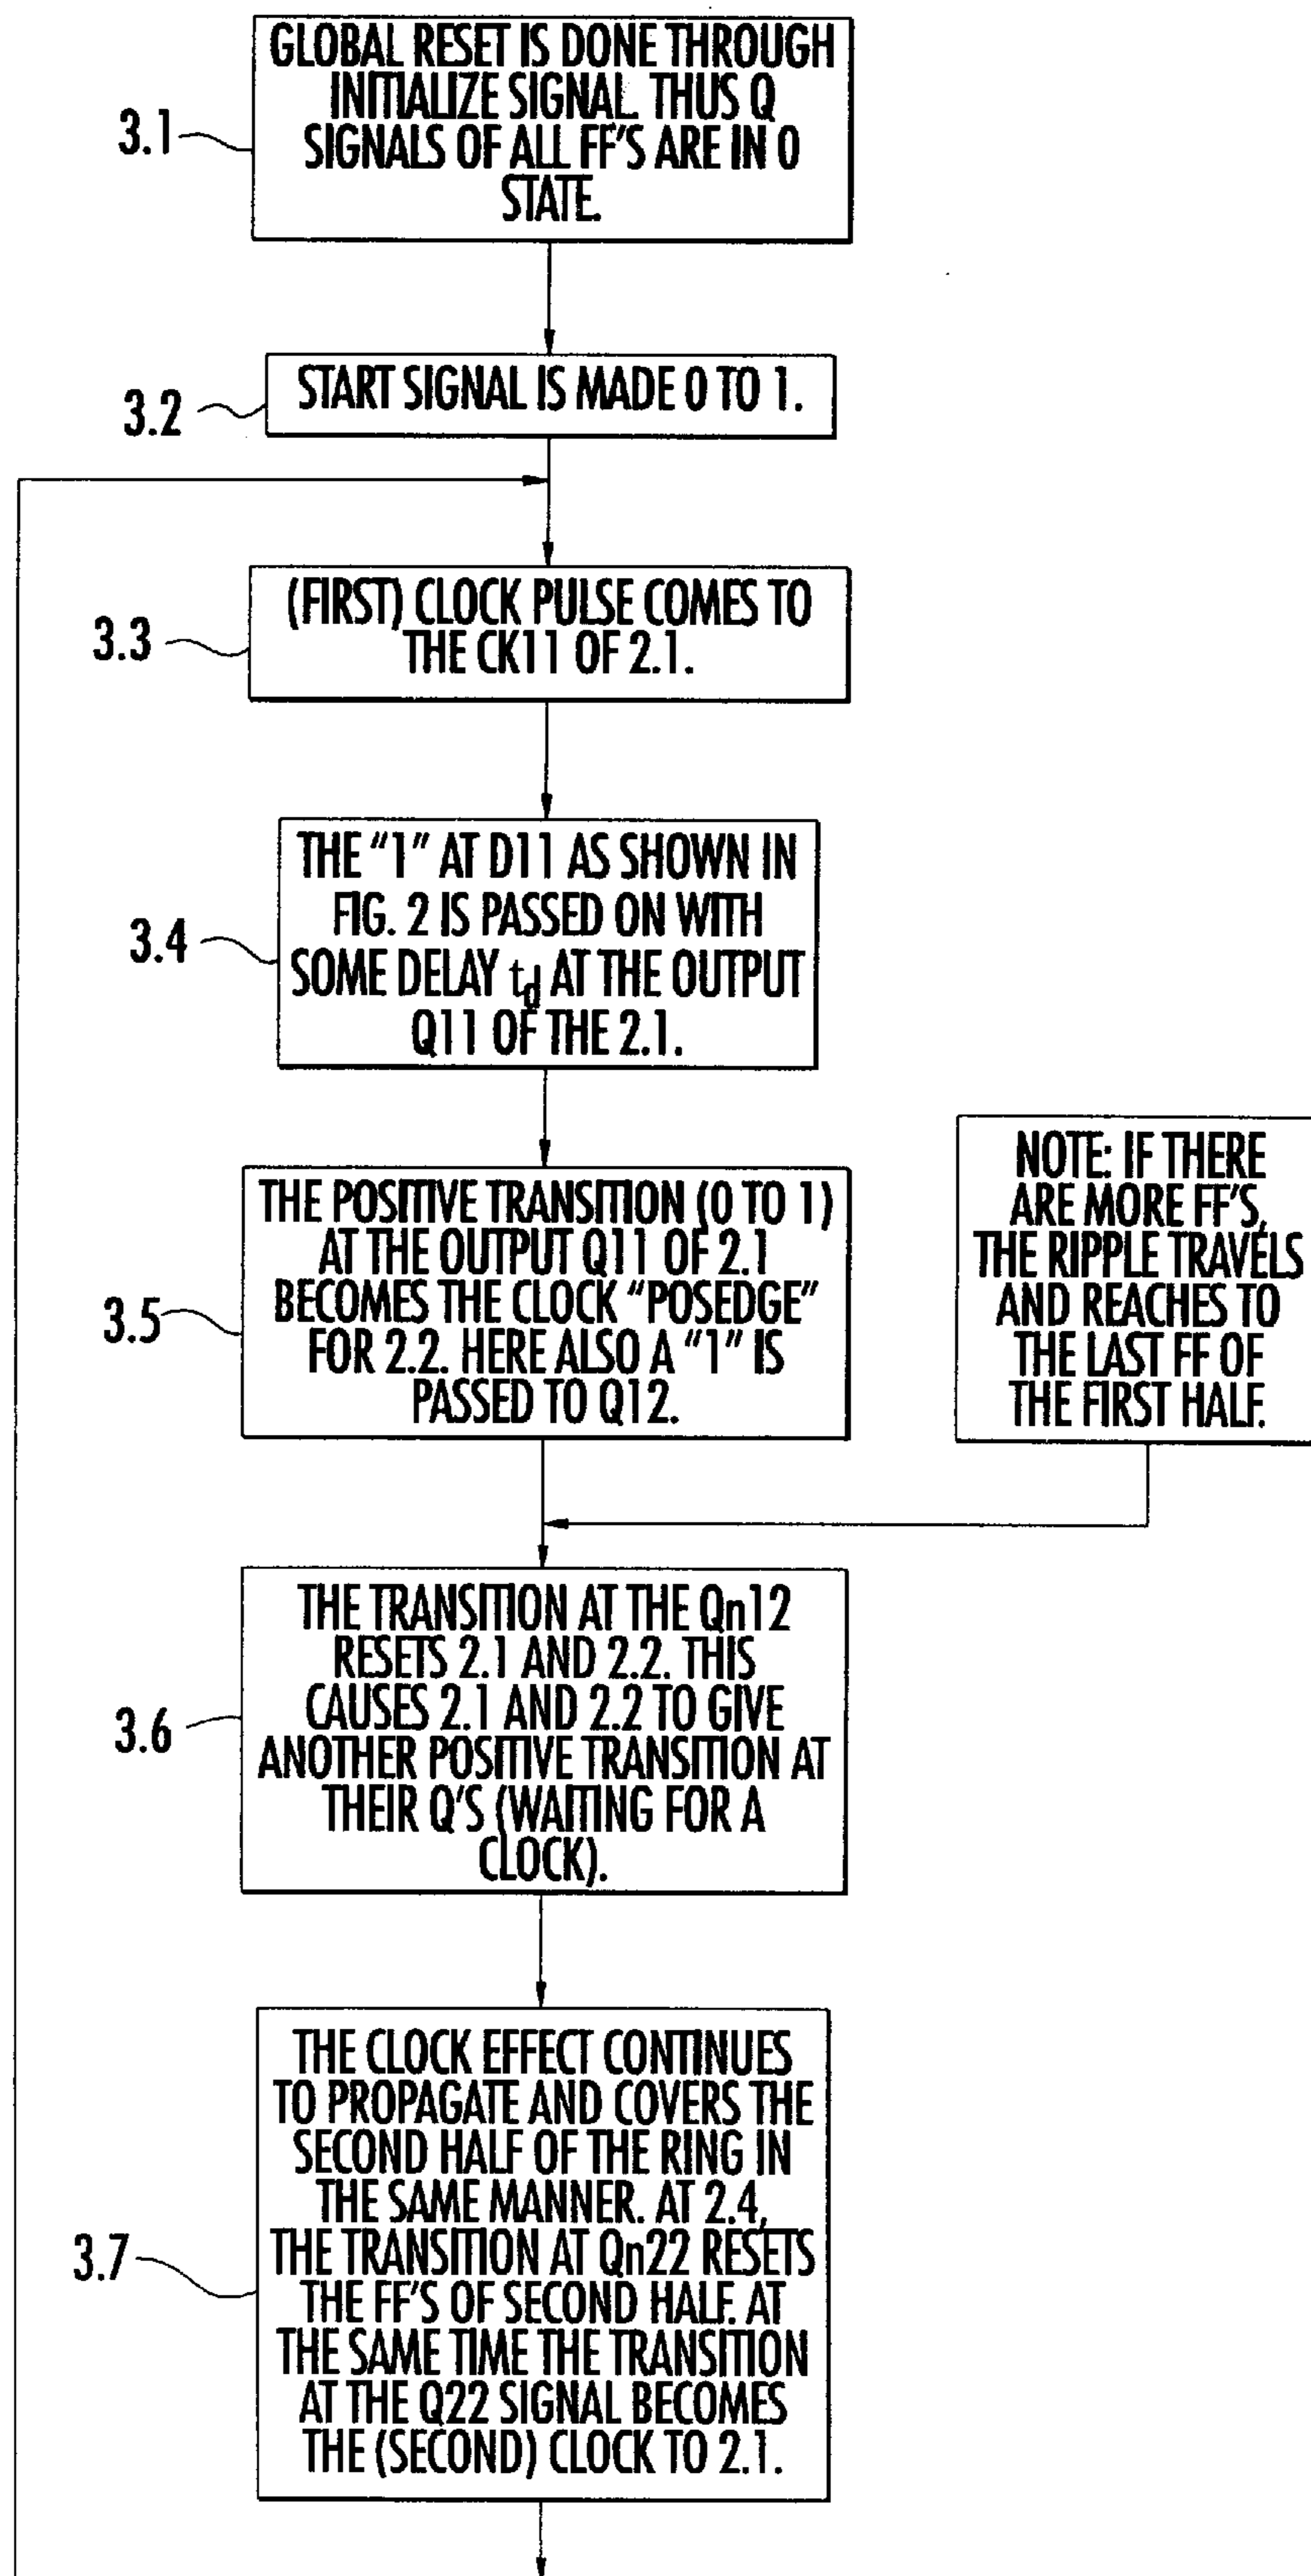 GLOBAL RESET IS DONE THROUGH
INITIALIZE SIGNAL. THUS Q
SIGNALS OF ALL FF'S ARE IN 0
STATE.
3.1
START SIGNAL IS MADE 0 TO 1.
3.2
(FIRST) CLOCK PULSE COMES TO
THE CK11 OF 2.1.
3.3
THE "1" AT D11 AS SHOWN IN
FIG. 2 IS PASSED ON WITH
SOME DELAY td AT THE OUTPUT
Q11 OF THE 2.1.
3.4
THE POSITIVE TRANSITION (0 TO 1)
AT THE OUTPUT Q11 OF 2.1
BECOMES THE CLOCK "POSEDGE"
FOR 2.2. HERE ALSO A "1" IS
PASSED TO Q12.
3.5
NOTE: IF THERE
ARE MORE FF'S,
THE RIPPLE TRAVELS
AND REACHES TO
THE LAST FF OF
THE FIRST HALF.
THE TRANSITION AT THE Qn12
RESETS 2.1 AND 2.2. THIS
CAUSES 2.1 AND 2.2 TO GIVE
ANOTHER POSITIVE TRANSITION AT
THEIR Q'S (WAITING FOR A
CLOCK).
3.6
THE CLOCK EFFECT CONTINUES
TO PROPAGATE AND COVERS THE
SECOND HALF OF THE RING IN
THE SAME MANNER. AT 2.4,
THE TRANSITION AT Qn22 RESETS
THE FF'S OF SECOND HALF. AT
THE SAME TIME THE TRANSITION
AT THE Q22 SIGNAL BECOMES
THE (SECOND) CLOCK TO 2.1.
3.7